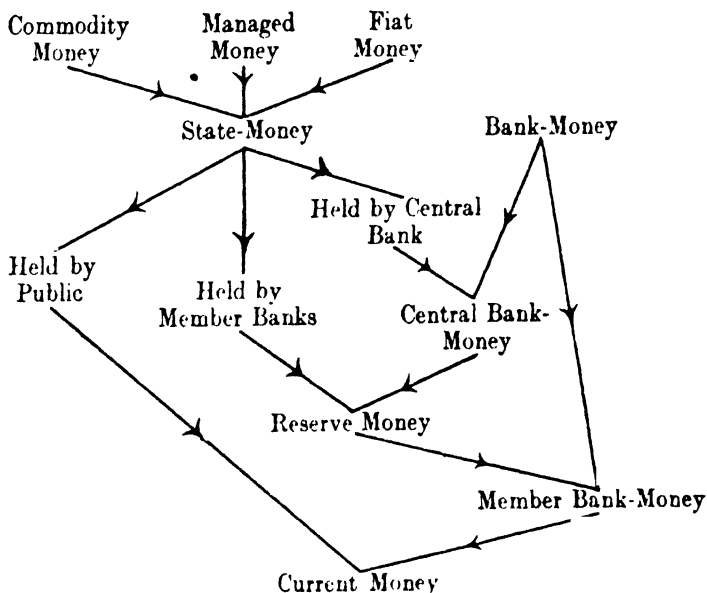 Commodity
Money
Managed
Money
Fiat
Money
State-Money
Bank-Money
Held by Central
Bank
Held by
Public
Held by
Member Banks
Central Bank-
Money
Reserve Money
Member Bank-Money
Current Money